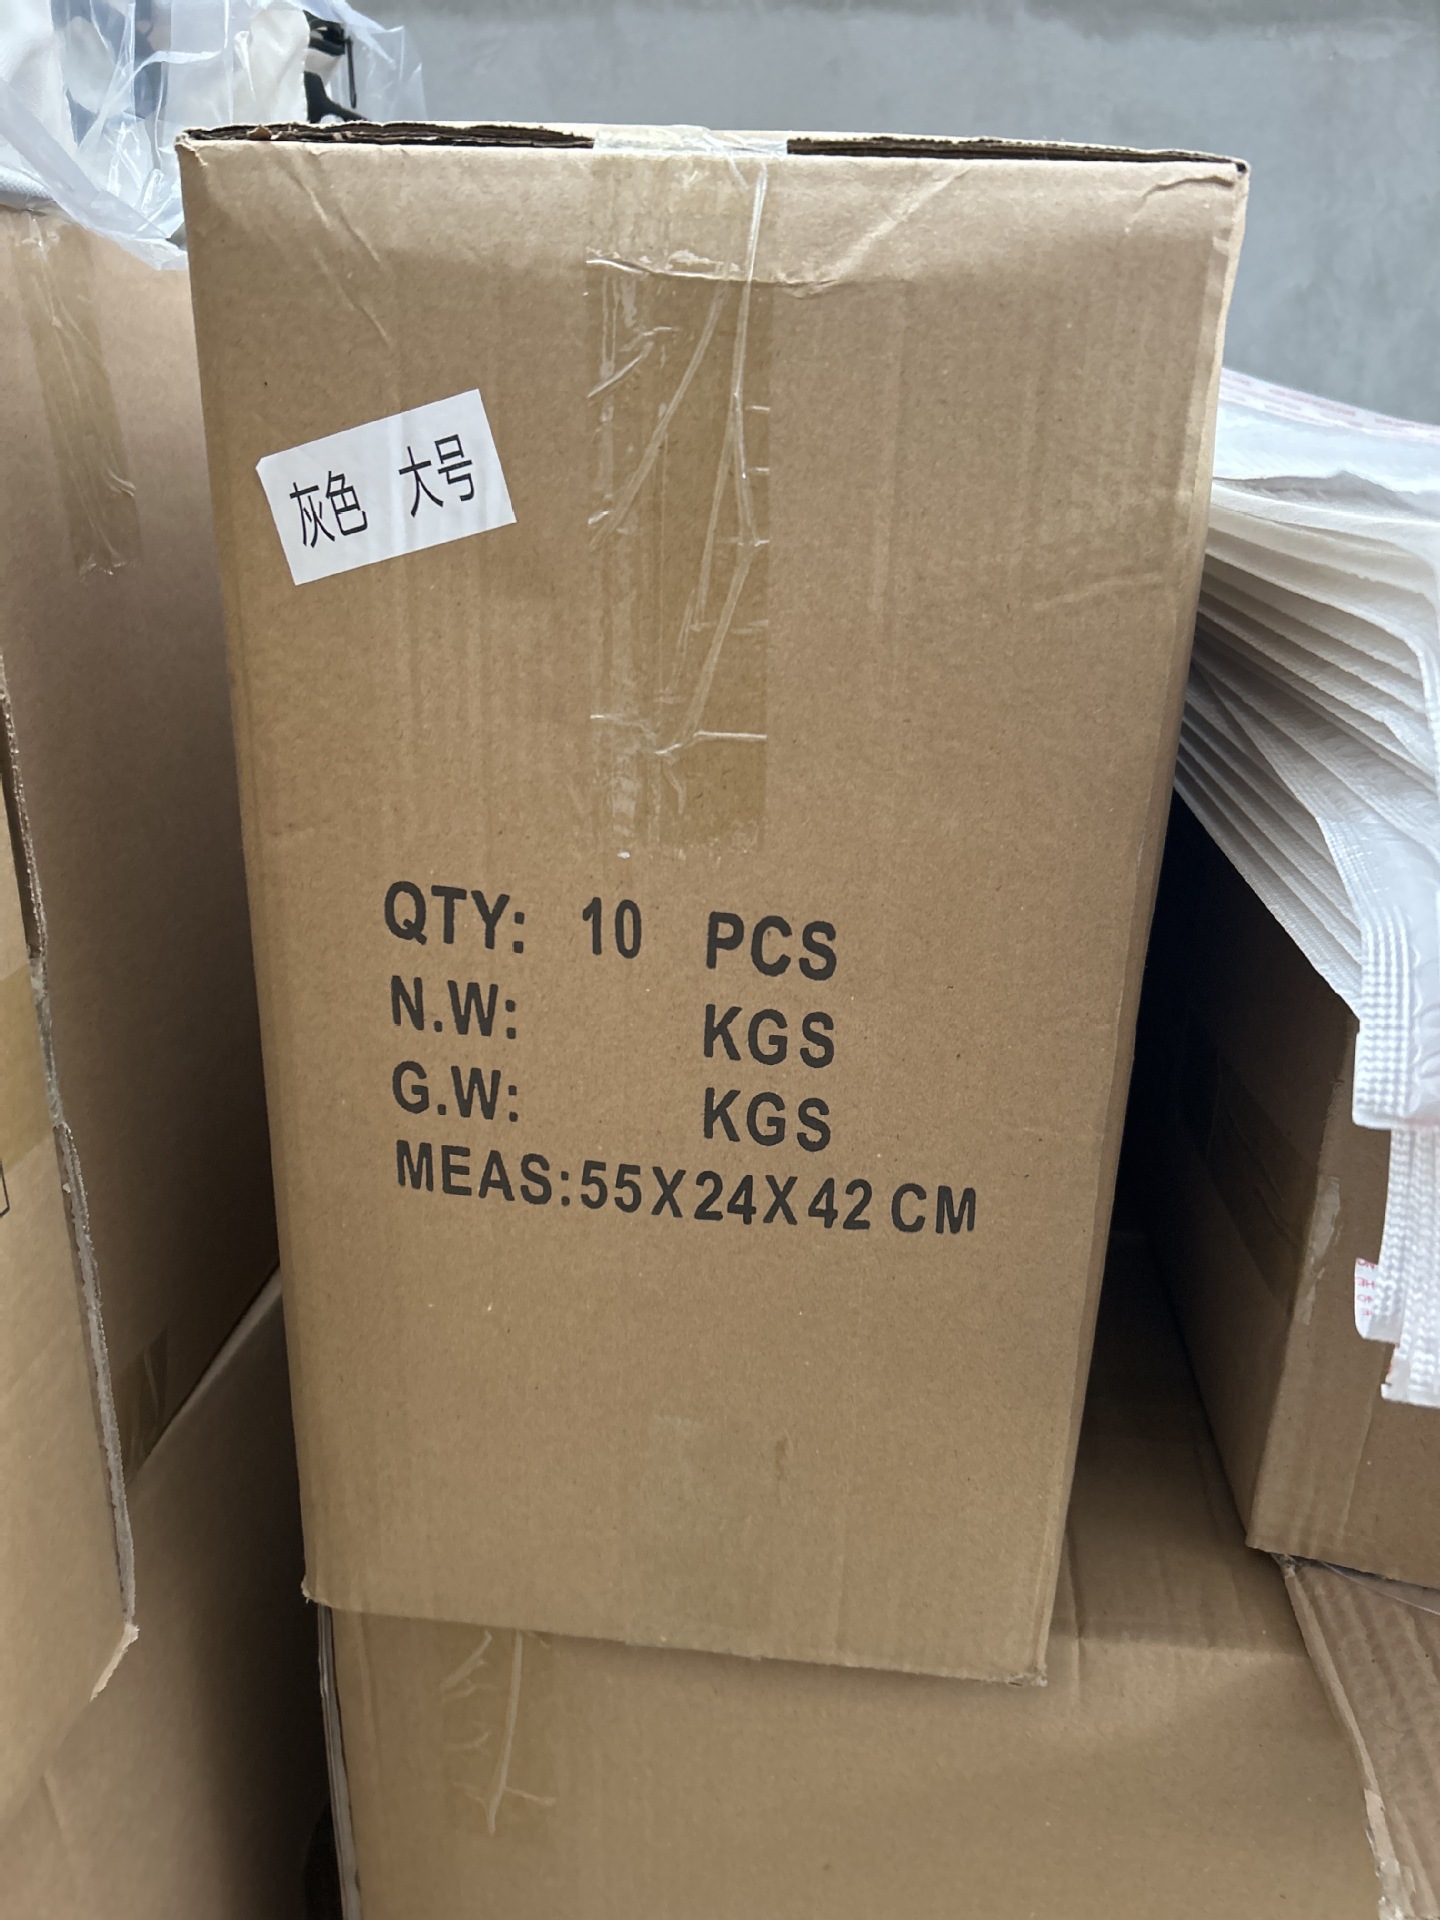 灰色 大号
QTY: 10 PCS
N.W: KGS
G.W: KGS
MEAS:55X24X42 CM